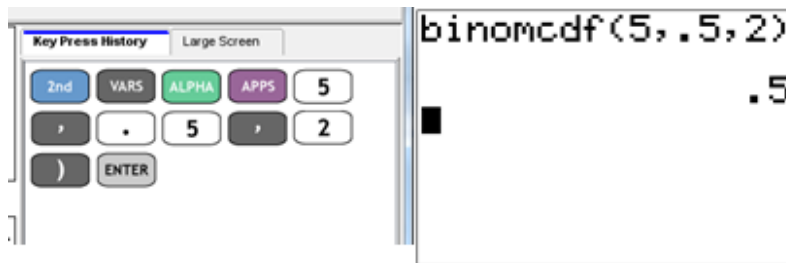 Key Press History Large Screen
2nd VARS ALPHA APPS 5
, . 5 , 2
) ENTER
binomcdf(5,.5,2)
.5